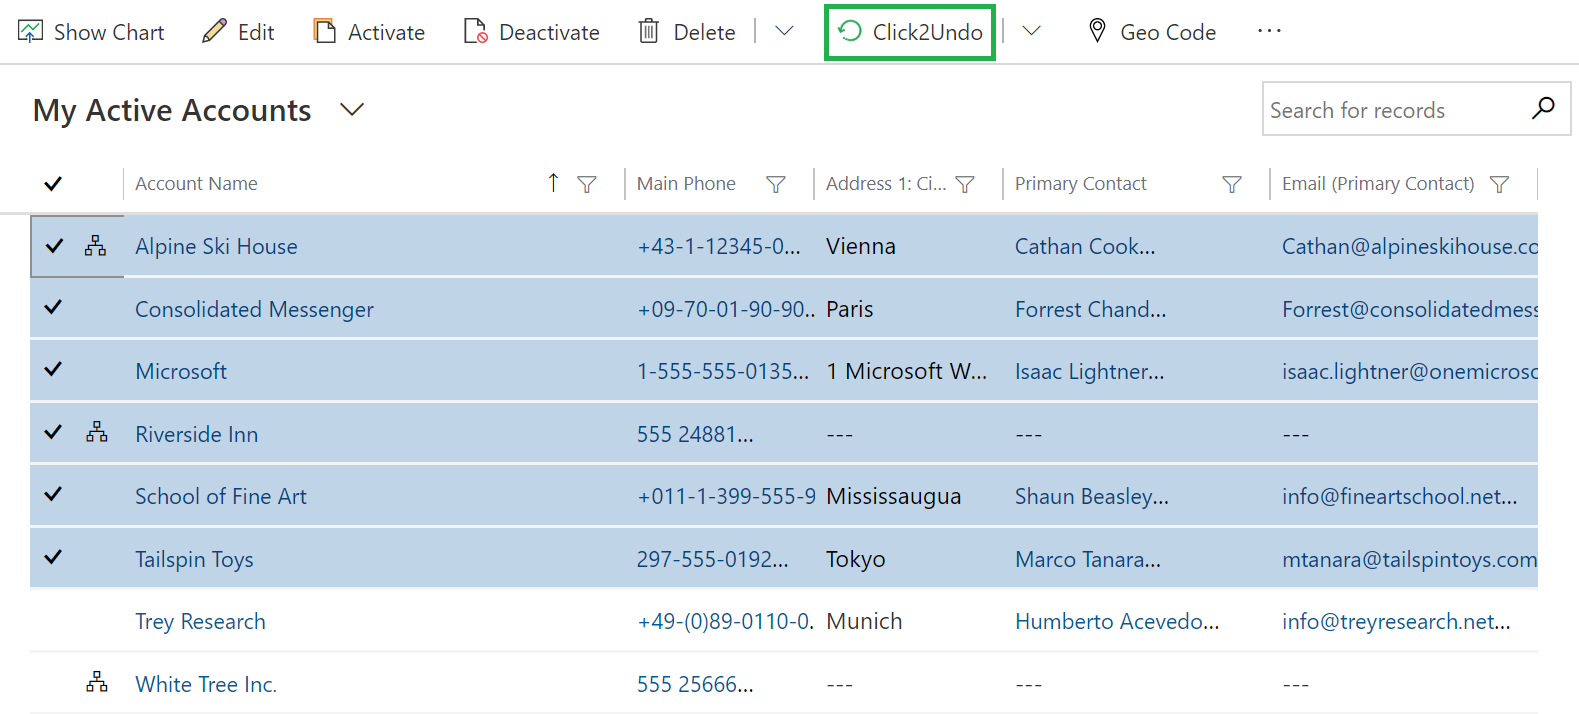 Show Chart Edit Activate Deactivate Delete Click2Undo Geo Code ...
My Active Accounts
Search for records
Account Name Main Phone Address 1: Ci... Primary Contact Email (Primary Contact)
Alpine Ski House +43-1-12345-0... Vienna Cathan Cook... Cathan@alpineskihouse.co
Consolidated Messenger +09-70-01-90-90.. Paris Forrest Chand... Forrest@consolidatedmess
Microsoft 1-555-555-0135... 1 Microsoft W... Isaac Lightner... isaac.lightner@onemicrosc
Riverside Inn 555 24881... --- --- ---
School of Fine Art +011-1-399-555-9 Mississaugua Shaun Beasley... info@fineartschool.net...
Tailspin Toys 297-555-0192... Tokyo Marco Tanara... mtanara@tailspintoys.com
Trey Research +49-(0)89-0110-0. Munich Humberto Acevedo... info@treyresearch.net...
White Tree Inc. 555 25666... --- --- ---